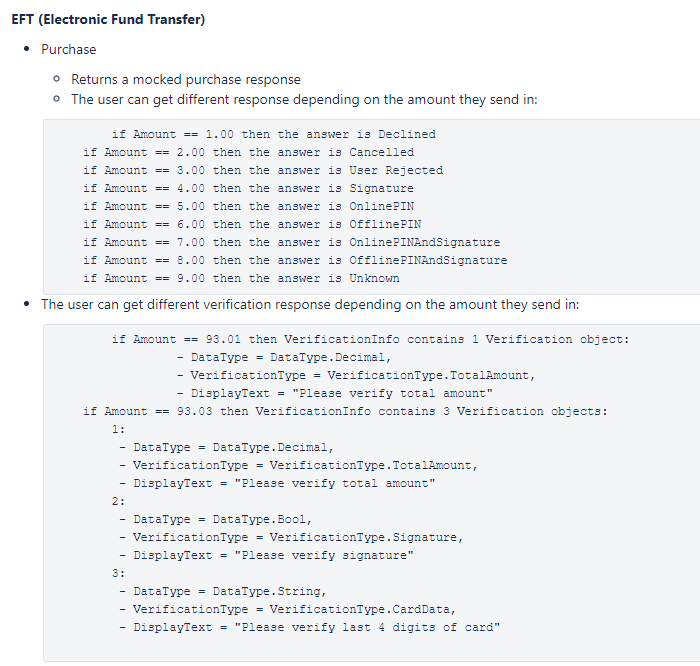 EFT (Electronic Fund Transfer)
• Purchase
○ Returns a mocked purchase response
○ The user can get different response depending on the amount they send in:
if Amount == 1.00 then the answer is Declined
if Amount == 2.00 then the answer is Cancelled
if Amount == 3.00 then the answer is User Rejected
if Amount == 4.00 then the answer is Signature
if Amount == 5.00 then the answer is OnlinePIN
if Amount == 6.00 then the answer is OfflinePIN
if Amount == 7.00 then the answer is OnlinePINAndSignature
if Amount == 8.00 then the answer is OfflinePINAndSignature
if Amount == 9.00 then the answer is Unknown
• The user can get different verification response depending on the amount they send in:
if Amount == 93.01 then VerificationInfo contains 1 Verification object:
- DataType = DataType.Decimal,
- VerificationType = VerificationType.TotalAmount,
- DisplayText = "Please verify total amount"
if Amount == 93.03 then VerificationInfo contains 3 Verification objects:
1:
- DataType = DataType.Decimal,
- VerificationType = VerificationType.TotalAmount,
- DisplayText = "Please verify total amount"
2:
- DataType = DataType.Bool,
- VerificationType = VerificationType.Signature,
- DisplayText = "Please verify signature"
3:
- DataType = DataType.String,
- VerificationType = VerificationType.CardData,
- DisplayText = "Please verify last 4 digits of card"